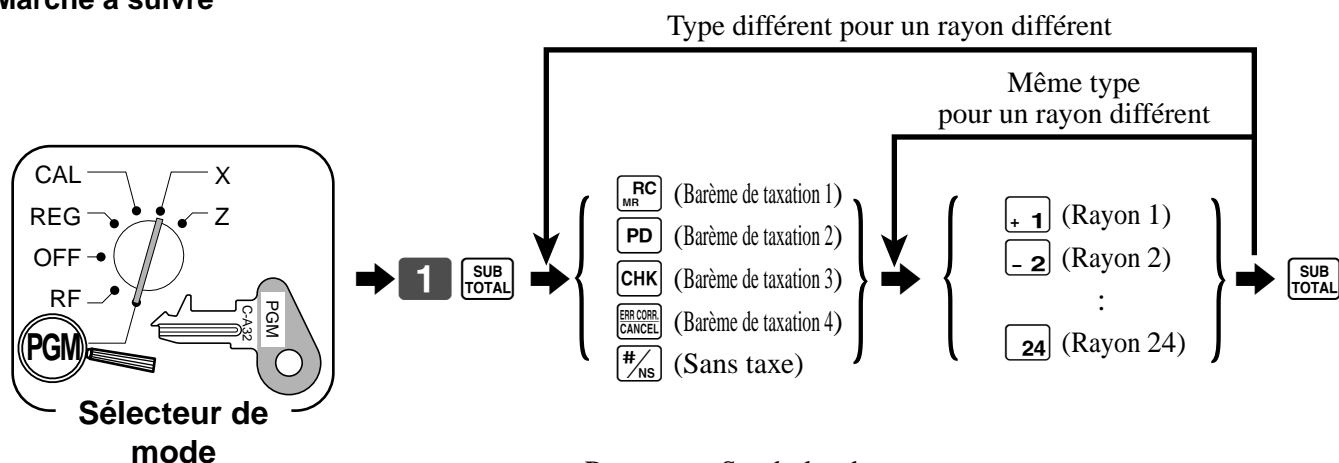 Marche à suivre
Type différent pour un rayon différent
Même type
pour un rayon différent
CAL
X
REG
Z
OFF
RF
PGM
PGM
C-A32
Sélecteur de
mode
1
SUB
TOTAL
RC
MR
(Barème de taxation 1)
PD
(Barème de taxation 2)
CHK
(Barème de taxation 3)
ERR CORR.
CANCEL
(Barème de taxation 4)
#/NS
(Sans taxe)
+ 1 (Rayon 1)
- 2 (Rayon 2)
:
24 (Rayon 24)
SUB
TOTAL